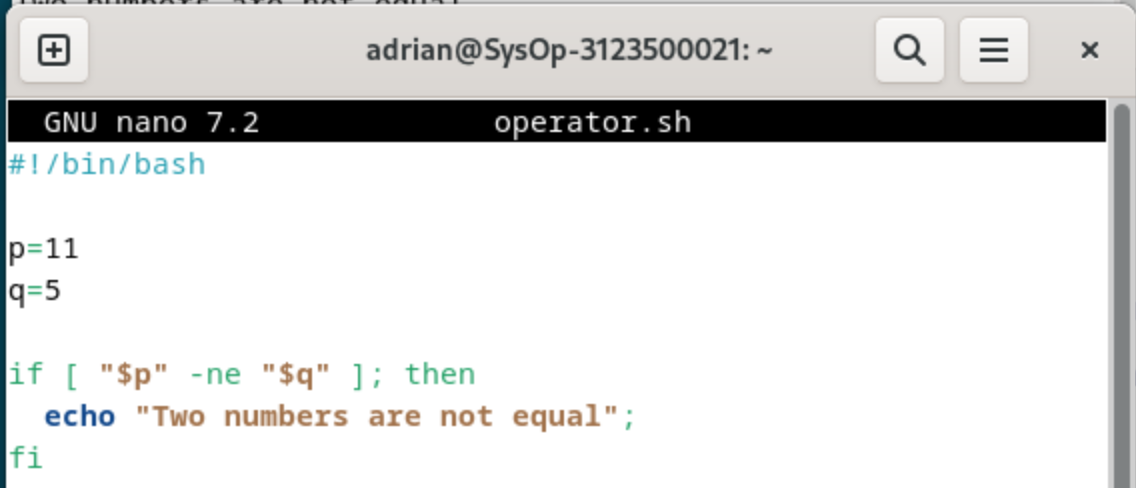 Two numbers are not equal
adrian@SysOp-3123500021: ~
GNU nano 7.2 operator.sh
#!/bin/bash
p=11
q=5
if [ "$p" -ne "$q" ]; then
echo "Two numbers are not equal";
fi